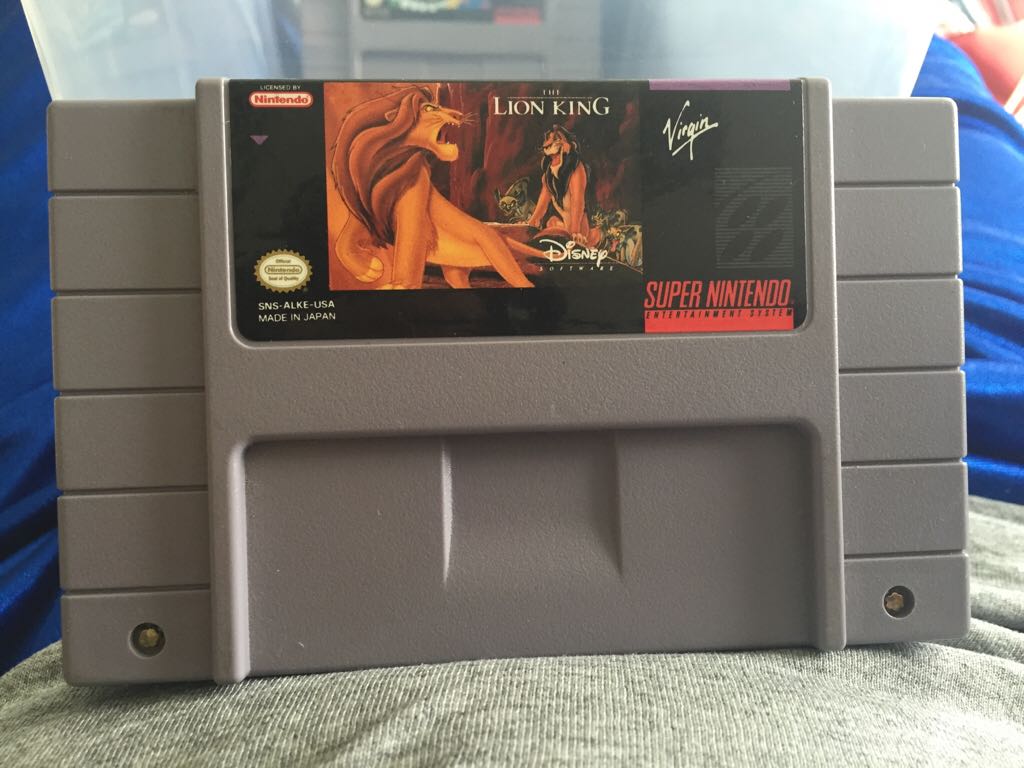 LICENSED BY
Nintendo
THE
LION KING
Virgin
Disney
SOFTWARE
Official
Nintendo
Seal of Quality
SNS-ALKE-USA
MADE IN JAPAN
SUPER NINTENDO
ENTERTAINMENT SYSTEM